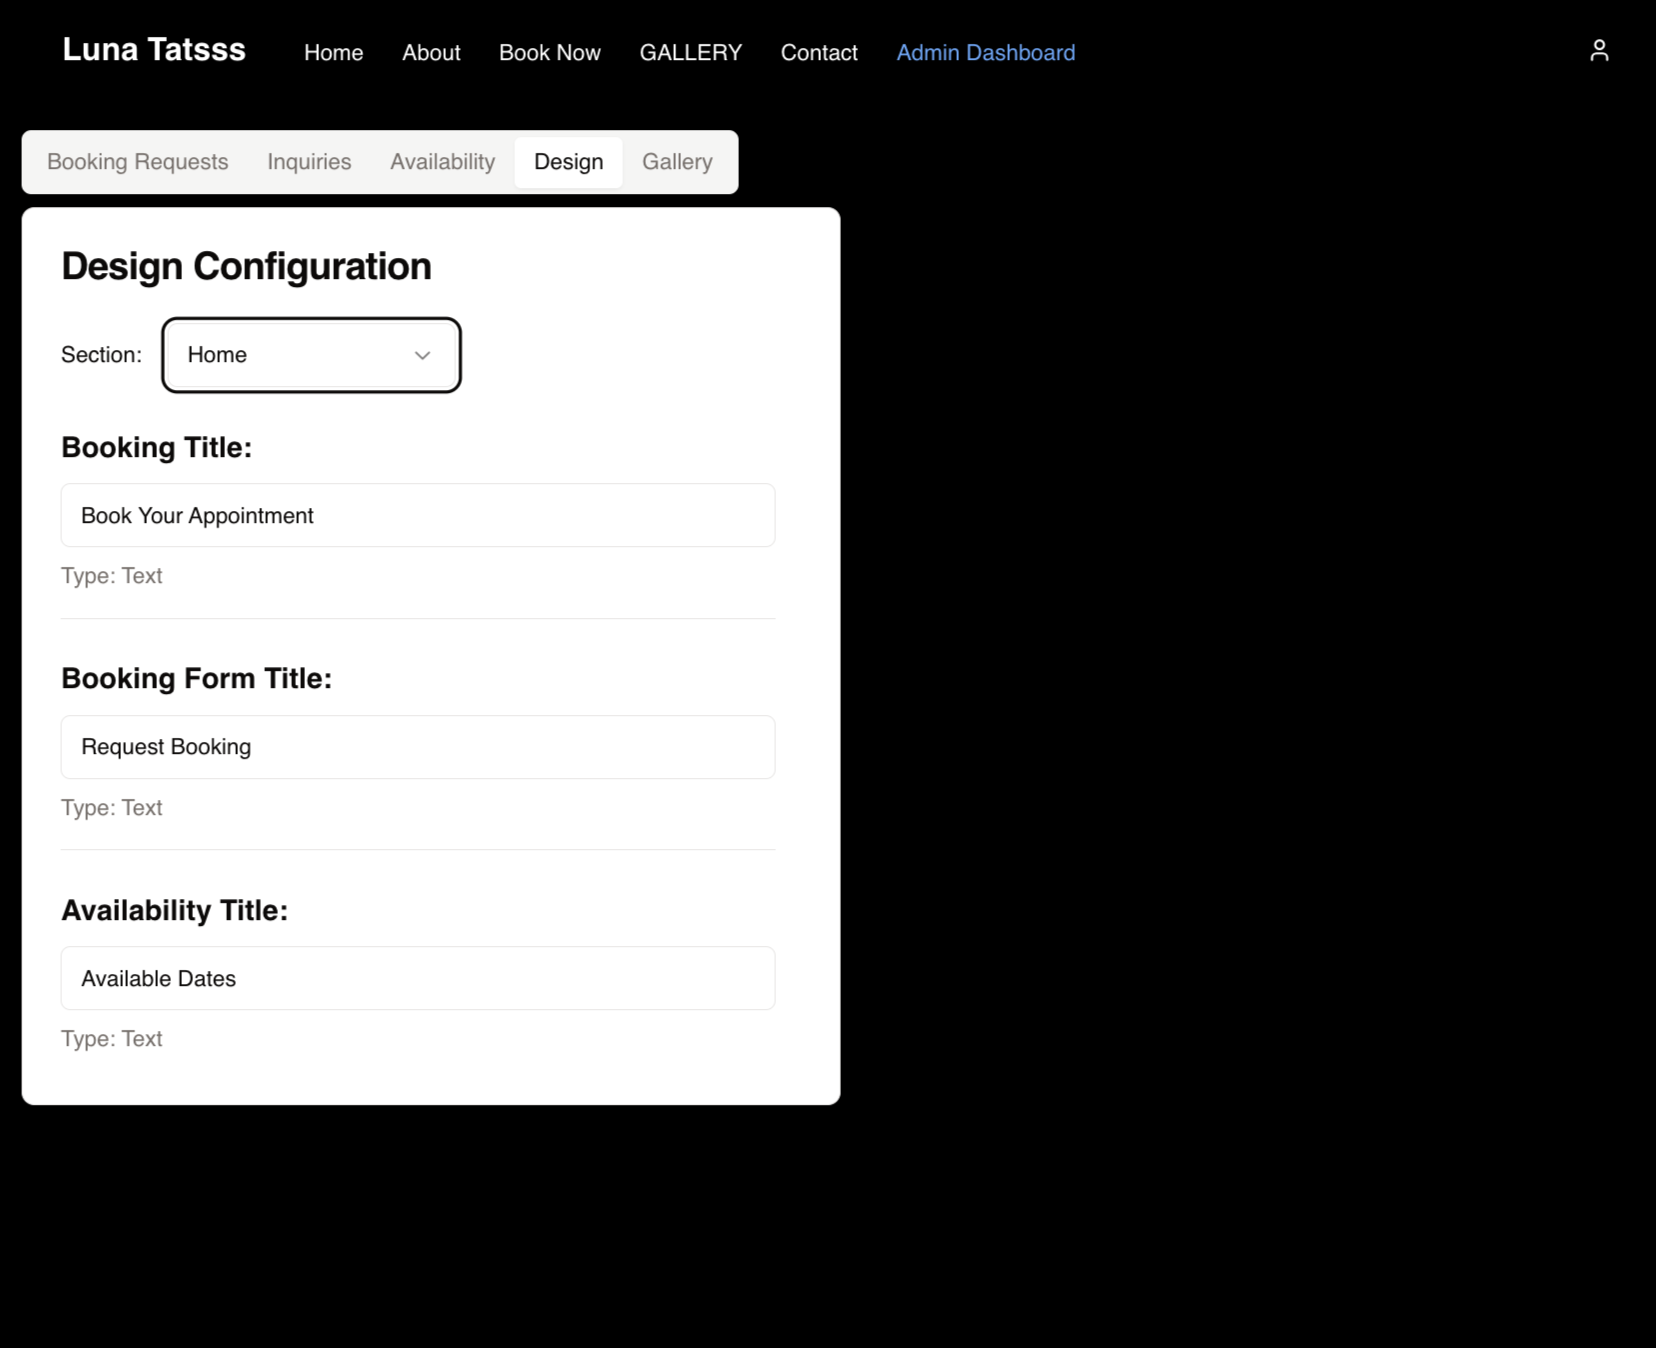 Luna Tatsss
Home About Book Now GALLERY Contact Admin Dashboard
Booking Requests Inquiries Availability Design Gallery
Design Configuration
Section: Home
Booking Title:
Book Your Appointment
Type: Text
Booking Form Title:
Request Booking
Type: Text
Availability Title:
Available Dates
Type: Text